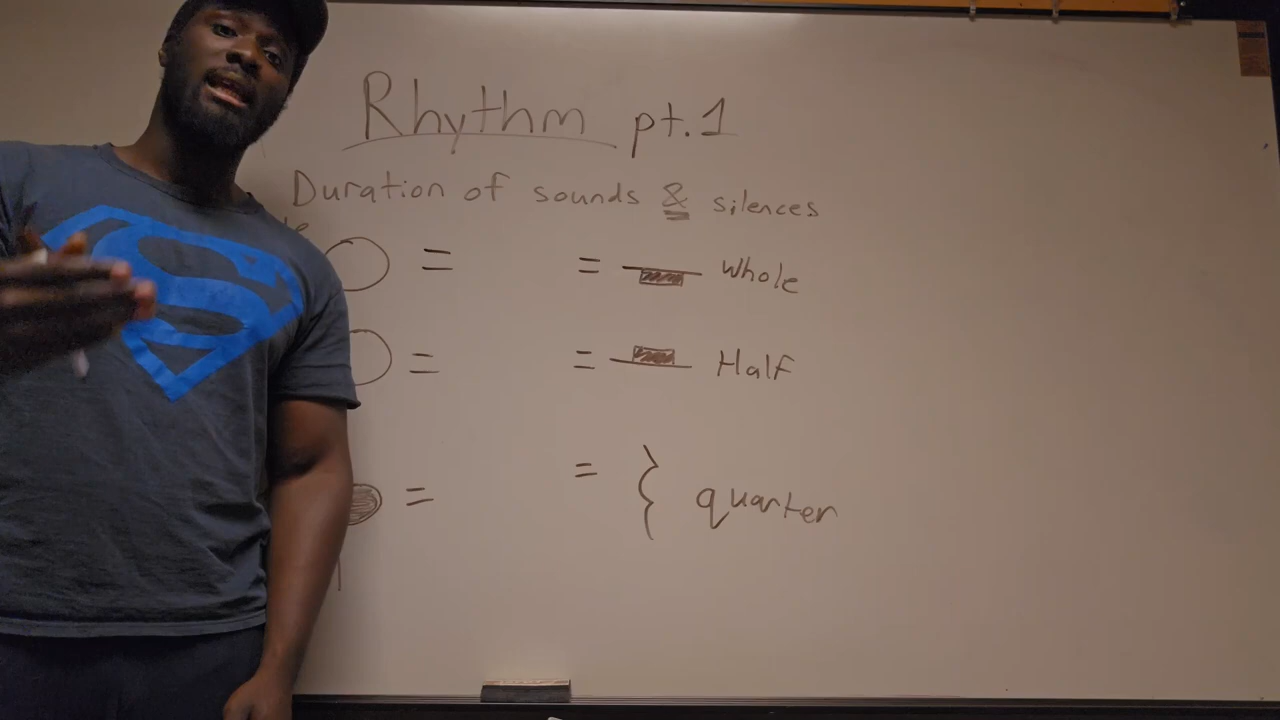 Rhythm pt.1
Duration of sounds & silences
= = Whole
= = Half
= = quarter